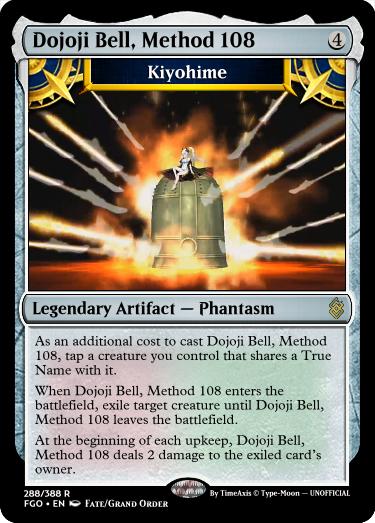 Dojoji Bell, Method 108 4
Kiyohime
Legendary Artifact — Phantasm
As an additional cost to cast Dojoji Bell, Method
108, tap a creature you control that shares a True
Name with it.
When Dojoji Bell, Method 108 enters the
battlefield, exile target creature until Dojoji Bell,
Method 108 leaves the battlefield.
At the beginning of each upkeep, Dojoji Bell,
Method 108 deals 2 damage to the exiled card's
owner.
288/388 R
FGO • EN Fate/Grand Order
By TimeAxis © Type-Moon — UNOFFICIAL